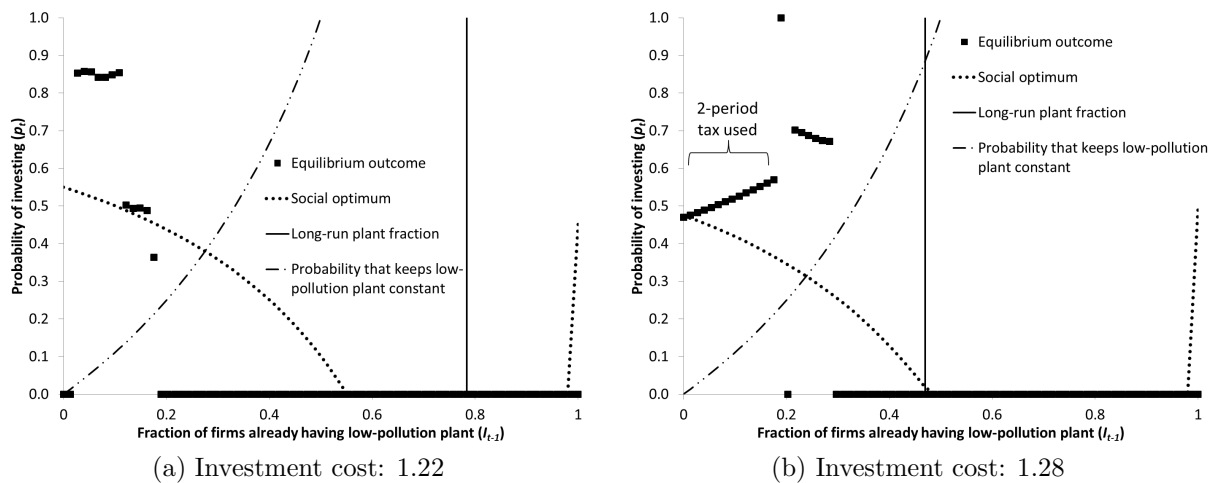 1.0
0.9
0.8
0.7
0.6
0.5
0.4
0.3
0.2
0.1
0.0
Probability of investing (pt)
Equilibrium outcome
Social optimum
Long-run plant fraction
Probability that keeps low-
pollution plant constant
0
0.2
0.4
0.6
0.8
1
Fraction of firms already having low-pollution plant (It-1)
(a) Investment cost: 1.22
1.0
0.9
0.8
0.7
0.6
0.5
0.4
0.3
0.2
0.1
0.0
Probability of investing (pt)
2-period
tax used
Equilibrium outcome
Social optimum
Long-run plant fraction
Probability that keeps low-pollution
plant constant
0
0.2
0.4
0.6
0.8
1
Fraction of firms already having low-pollution plant (It-1)
(b) Investment cost: 1.28